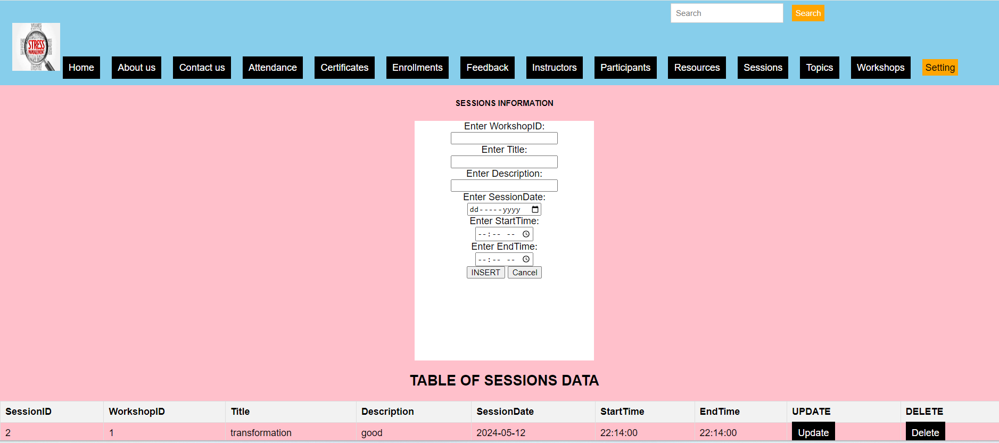 Search
Search
WELLNESS
STRESS
MANAGEMENT
LIFESTYLE
Home
About us
Contact us
Attendance
Certificates
Enrollments
Feedback
Instructors
Participants
Resources
Sessions
Topics
Workshops
Setting
SESSIONS INFORMATION
Enter WorkshopID:
Enter Title:
Enter Description:
Enter SessionDate:
dd-----yyyy
Enter StartTime:
--:-- --
Enter EndTime:
--:-- --
INSERT Cancel
TABLE OF SESSIONS DATA
SessionID WorkshopID Title Description SessionDate StartTime EndTime UPDATE DELETE
2 1 transformation good 2024-05-12 22:14:00 22:14:00 Update Delete